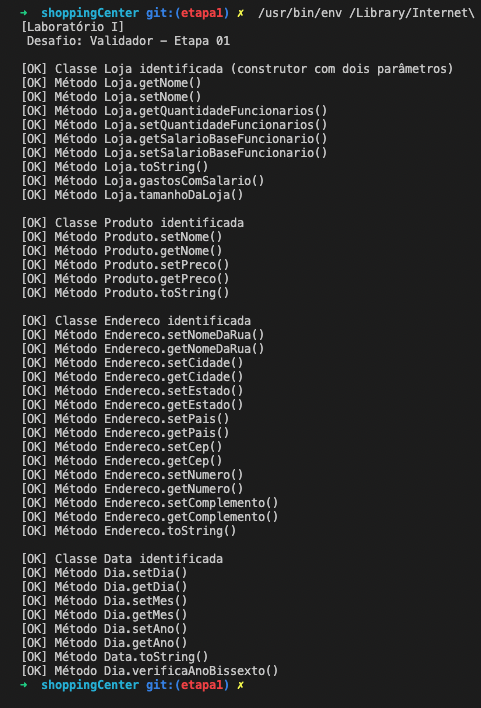 ➜  shoppingCenter git:(etapa1) ✗  /usr/bin/env /Library/Internet\
[Laboratório I]
 Desafio: Validador - Etapa 01
[OK] Classe Loja identificada (construtor com dois parâmetros)
[OK] Método Loja.getNome()
[OK] Método Loja.setNome()
[OK] Método Loja.getQuantidadeFuncionarios()
[OK] Método Loja.setQuantidadeFuncionarios()
[OK] Método Loja.getSalarioBaseFuncionario()
[OK] Método Loja.setSalarioBaseFuncionario()
[OK] Método Loja.toString()
[OK] Método Loja.gastosComSalario()
[OK] Método Loja.tamanhoDaLoja()
[OK] Classe Produto identificada
[OK] Método Produto.setNome()
[OK] Método Produto.getNome()
[OK] Método Produto.setPreco()
[OK] Método Produto.getPreco()
[OK] Método Produto.toString()
[OK] Classe Endereco identificada
[OK] Método Endereco.setNomeDaRua()
[OK] Método Endereco.getNomeDaRua()
[OK] Método Endereco.setCidade()
[OK] Método Endereco.getCidade()
[OK] Método Endereco.setEstado()
[OK] Método Endereco.getEstado()
[OK] Método Endereco.setPais()
[OK] Método Endereco.getPais()
[OK] Método Endereco.setCep()
[OK] Método Endereco.getCep()
[OK] Método Endereco.setNumero()
[OK] Método Endereco.getNumero()
[OK] Método Endereco.setComplemento()
[OK] Método Endereco.getComplemento()
[OK] Método Endereco.toString()
[OK] Classe Data identificada
[OK] Método Dia.setDia()
[OK] Método Dia.getDia()
[OK] Método Dia.setMes()
[OK] Método Dia.getMes()
[OK] Método Dia.setAno()
[OK] Método Dia.getAno()
[OK] Método Data.toString()
[OK] Método Dia.verificaAnoBissexto()
➜  shoppingCenter git:(etapa1) ✗